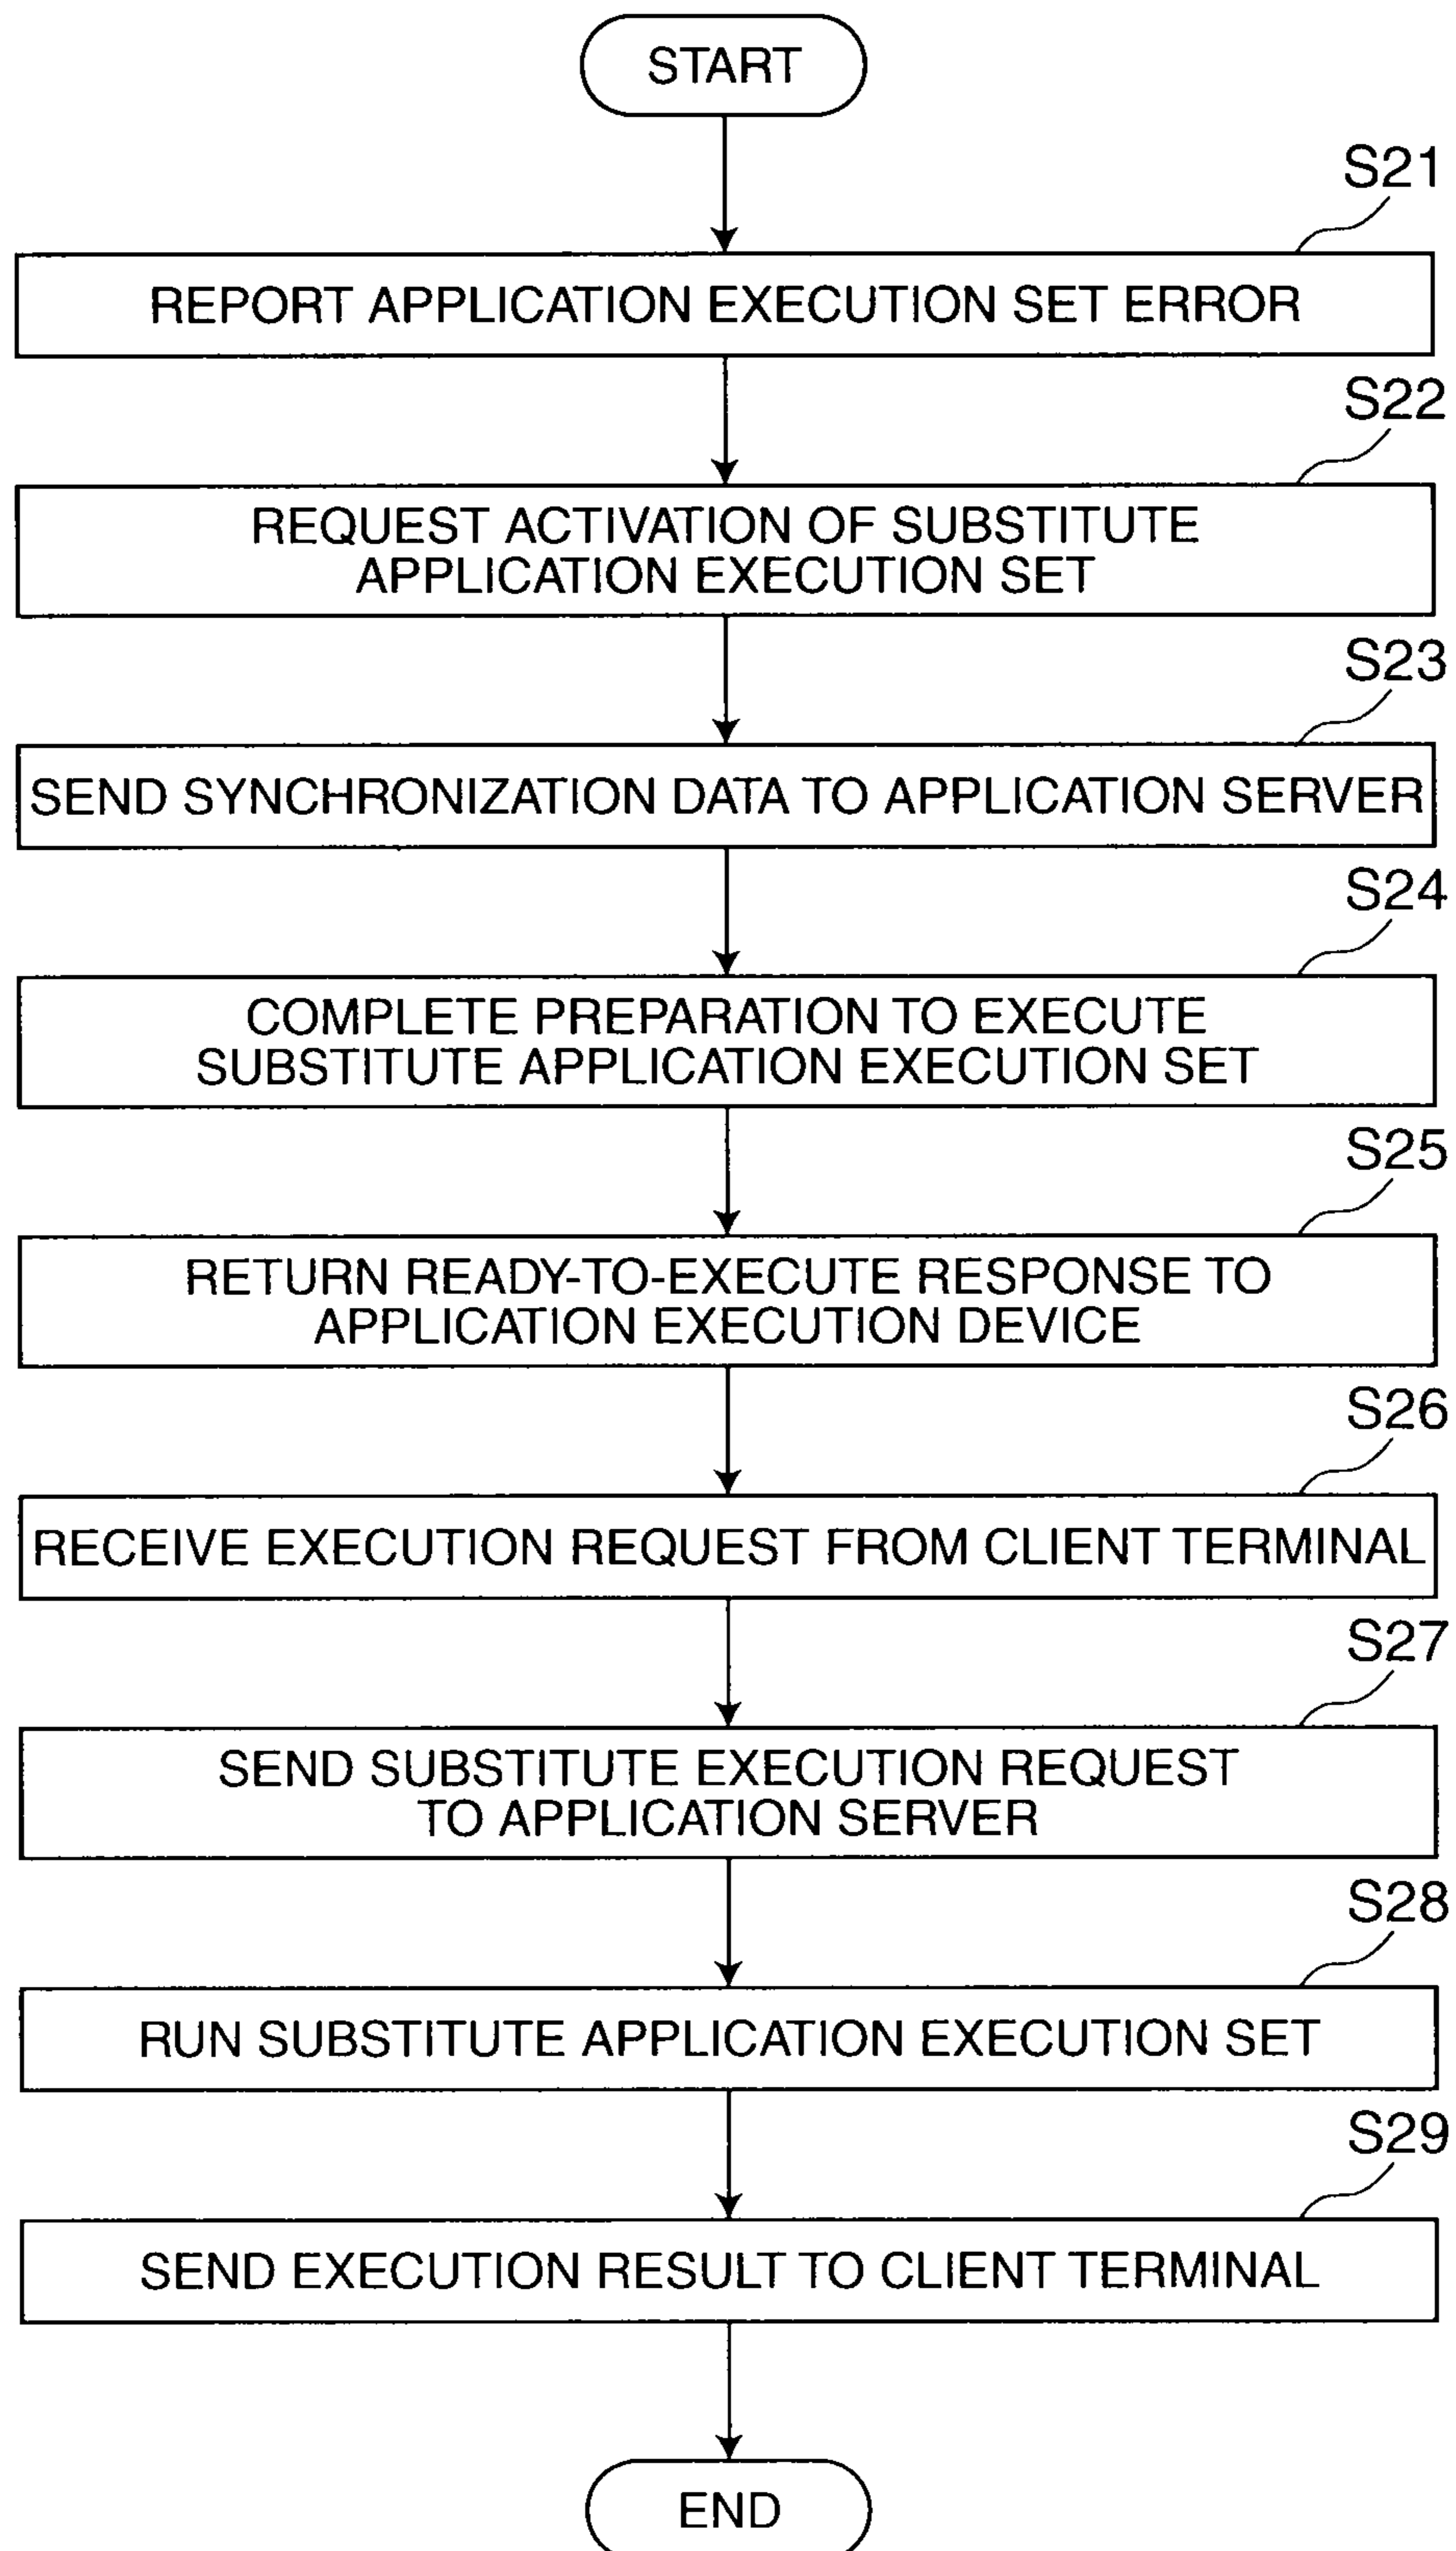 START
S21
REPORT APPLICATION EXECUTION SET ERROR
S22
REQUEST ACTIVATION OF SUBSTITUTE
APPLICATION EXECUTION SET
S23
SEND SYNCHRONIZATION DATA TO APPLICATION SERVER
S24
COMPLETE PREPARATION TO EXECUTE
SUBSTITUTE APPLICATION EXECUTION SET
S25
RETURN READY-TO-EXECUTE RESPONSE TO
APPLICATION EXECUTION DEVICE
S26
RECEIVE EXECUTION REQUEST FROM CLIENT TERMINAL
S27
SEND SUBSTITUTE EXECUTION REQUEST
TO APPLICATION SERVER
S28
RUN SUBSTITUTE APPLICATION EXECUTION SET
S29
SEND EXECUTION RESULT TO CLIENT TERMINAL
END